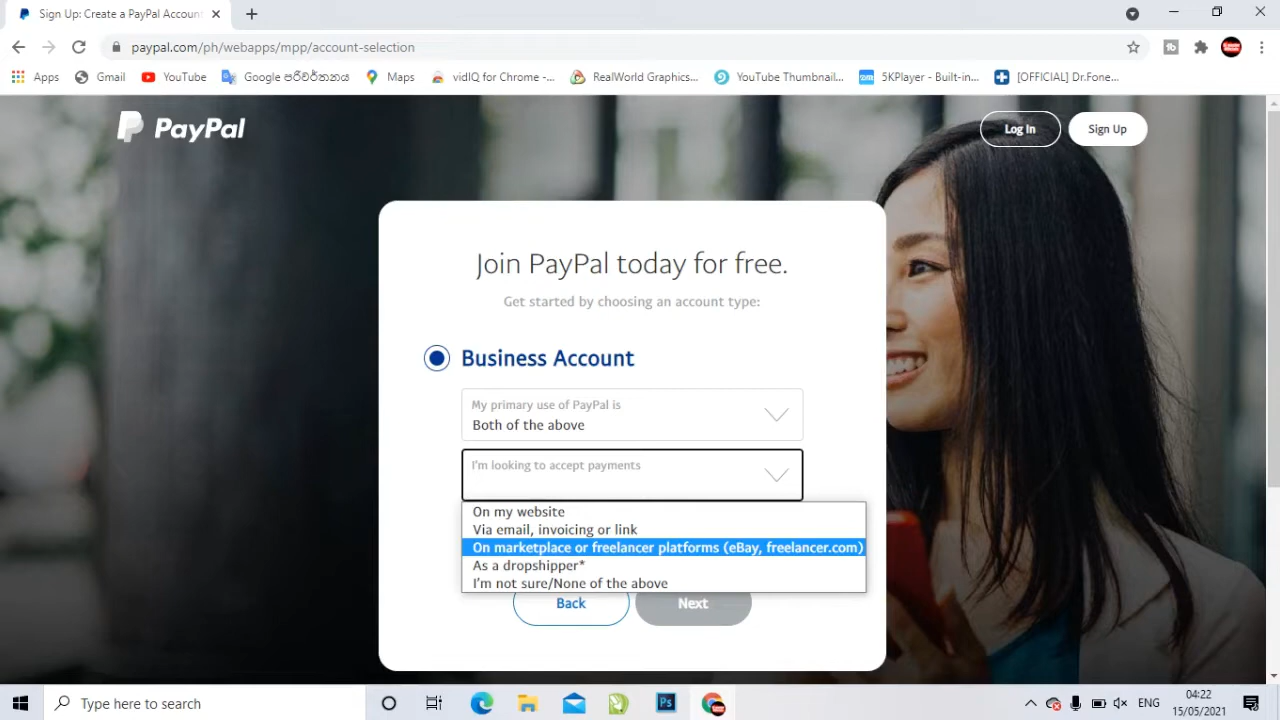 Sign Up: Create a PayPal Account
paypal.com/ph/webapps/mpp/account-selection
Apps
Gmail
YouTube
Google පරිවර්තනය
Maps
vidIQ for Chrome -...
RealWorld Graphics...
YouTube Thumbnail...
5KPlayer - Built-in...
[OFFICIAL] Dr.Fone...
PayPal
Log In
Sign Up
Join PayPal today for free.
Get started by choosing an account type:
Business Account
My primary use of PayPal is
Both of the above
I'm looking to accept payments
On my website
Via email, invoicing or link
On marketplace or freelancer platforms (eBay, freelancer.com)
As a dropshipper*
I'm not sure/None of the above
Back
Next
Type here to search
Ps
ENG
04:22
15/05/2021